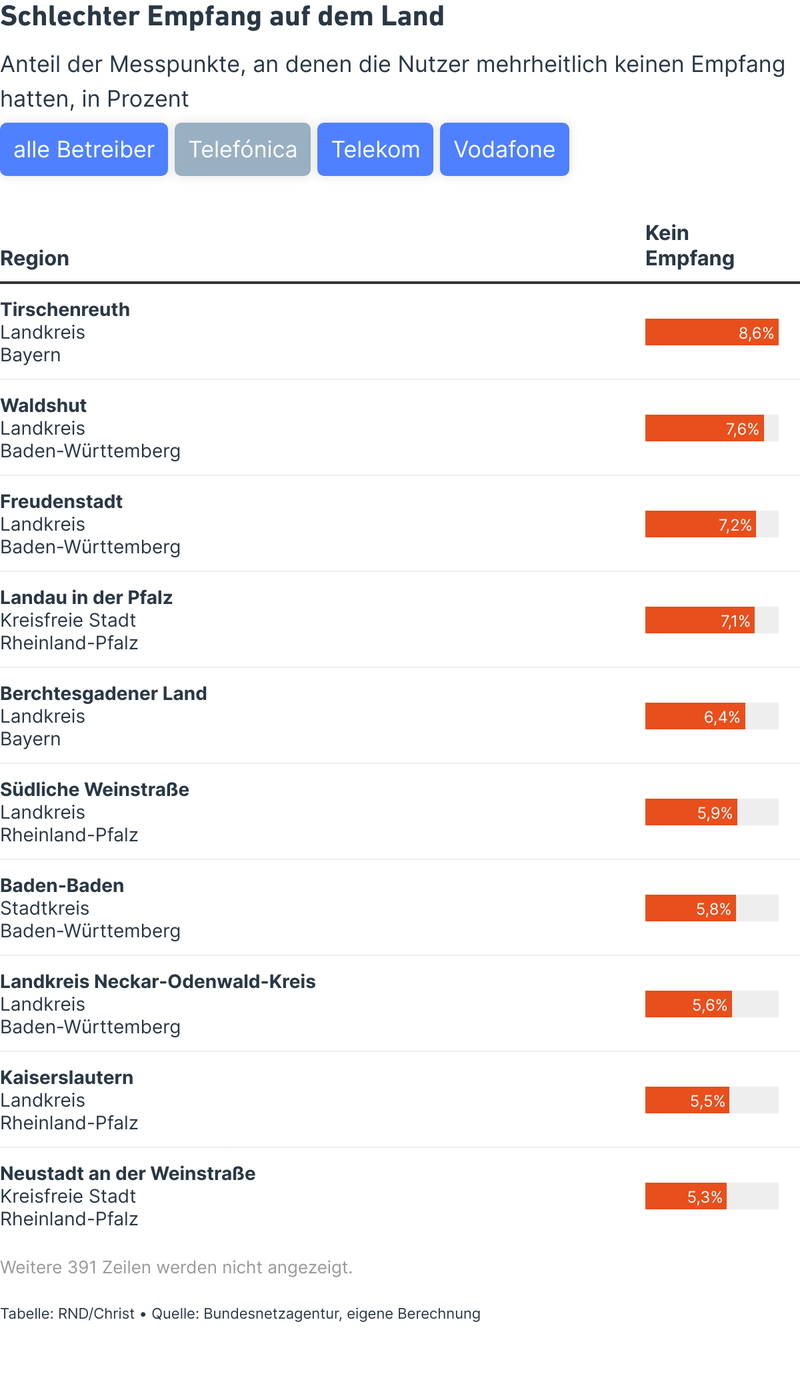 Schlechter Empfang auf dem Land
Anteil der Messpunkte, an denen die Nutzer mehrheitlich keinen Empfang
hatten, in Prozent
alle Betreiber Telefónica Telekom Vodafone
Region Kein
Empfang
Tirschenreuth
Landkreis 8,6%
Bayern
Waldshut
Landkreis 7,6%
Baden-Württemberg
Freudenstadt
Landkreis 7,2%
Baden-Württemberg
Landau in der Pfalz
Kreisfreie Stadt 7,1%
Rheinland-Pfalz
Berchtesgadener Land
Landkreis 6,4%
Bayern
Südliche Weinstraße
Landkreis 5,9%
Rheinland-Pfalz
Baden-Baden
Stadtkreis 5,8%
Baden-Württemberg
Landkreis Neckar-Odenwald-Kreis
Landkreis 5,6%
Baden-Württemberg
Kaiserslautern
Landkreis 5,5%
Rheinland-Pfalz
Neustadt an der Weinstraße
Kreisfreie Stadt 5,3%
Rheinland-Pfalz
Weitere 391 Zeilen werden nicht angezeigt.
Tabelle: RND/Christ • Quelle: Bundesnetzagentur, eigene Berechnung